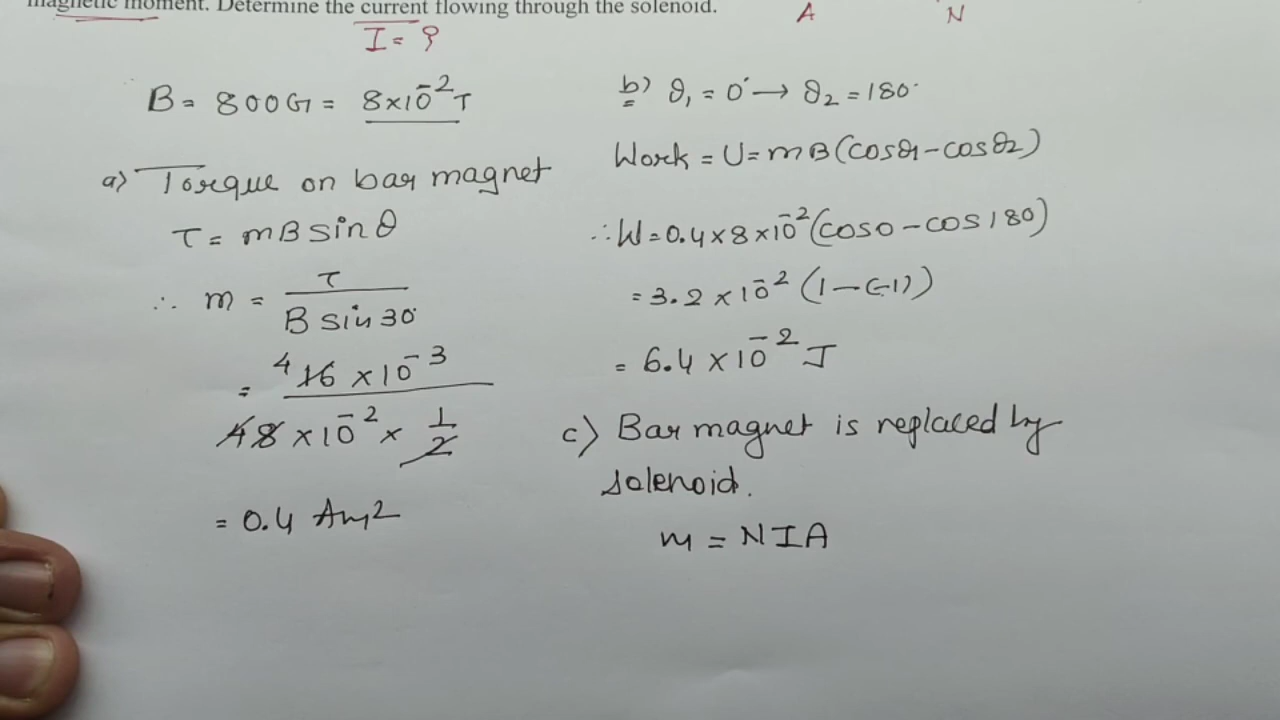 magnetic moment. Determine the current flowing through the solenoid.
A N
I = ?
B = 800G = 8×10⁻² T
a) Torque on bar magnet
τ = mB sinθ
∴ m = τ / B sin30°
= ⁴16 × 10⁻³ / 48 × 10⁻² × 1/2
= 0.4 Am²
b) θ₁ = 0° → θ₂ = 180°
Work = U = mB(cosθ₁ - cosθ₂)
∴ W = 0.4 × 8 × 10⁻² (cos0 - cos180)
= 3.2 × 10⁻² (1-(-1))
= 6.4 × 10⁻² J
c) Bar magnet is replaced by
solenoid.
m = NIA